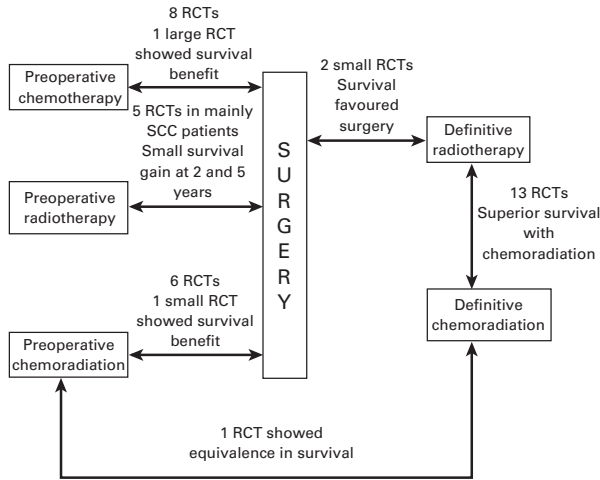 8 RCTs
1 large RCT
showed survival
benefit
Preoperative
chemotherapy
5 RCTs in mainly
SCC patients
Small survival
gain at 2 and 5
years
Preoperative
radiotherapy
6 RCTs
1 small RCT
showed survival
benefit
Preoperative
chemoradiation
S
U
R
G
E
R
Y
2 small RCTs
Survival
favoured
surgery
Definitive
radiotherapy
13 RCTs
Superior survival
with
chemoradiation
Definitive
chemoradiation
1 RCT showed
equivalence in survival